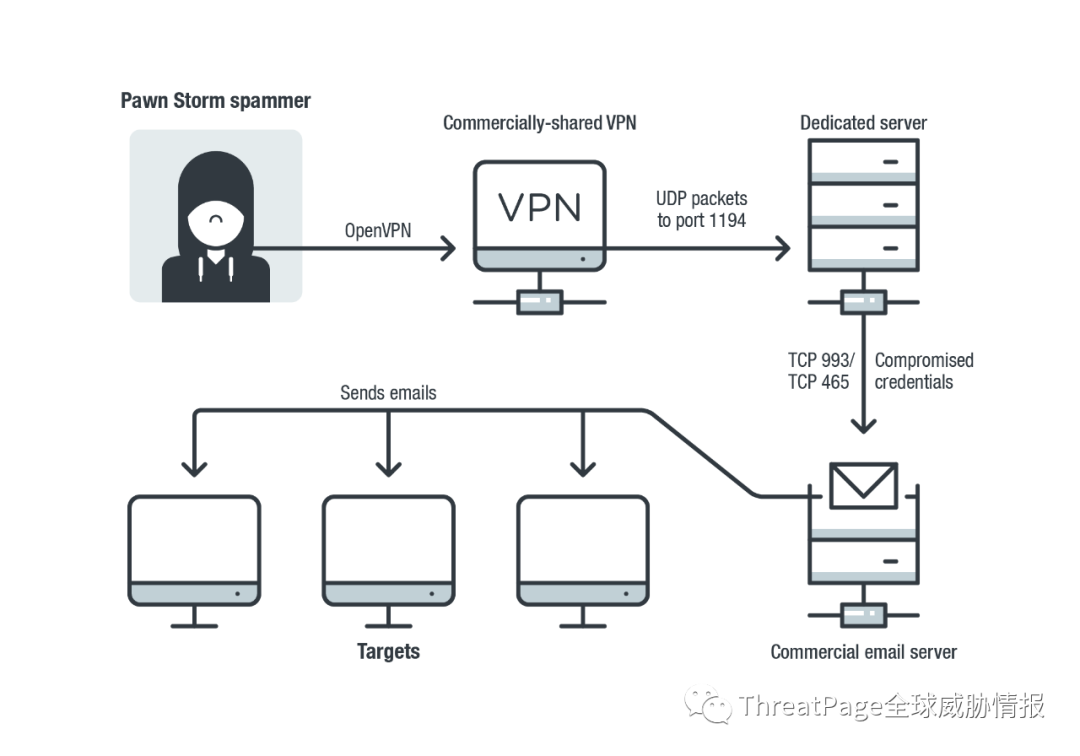 Pawn Storm spammer
Commercially-shared VPN
Dedicated server
VPN
OpenVPN
UDP packets
to port 1194
TCP 993/
TCP 465
Compromised
credentials
Sends emails
Targets
Commercial email server
ThreatPage全球威胁情报